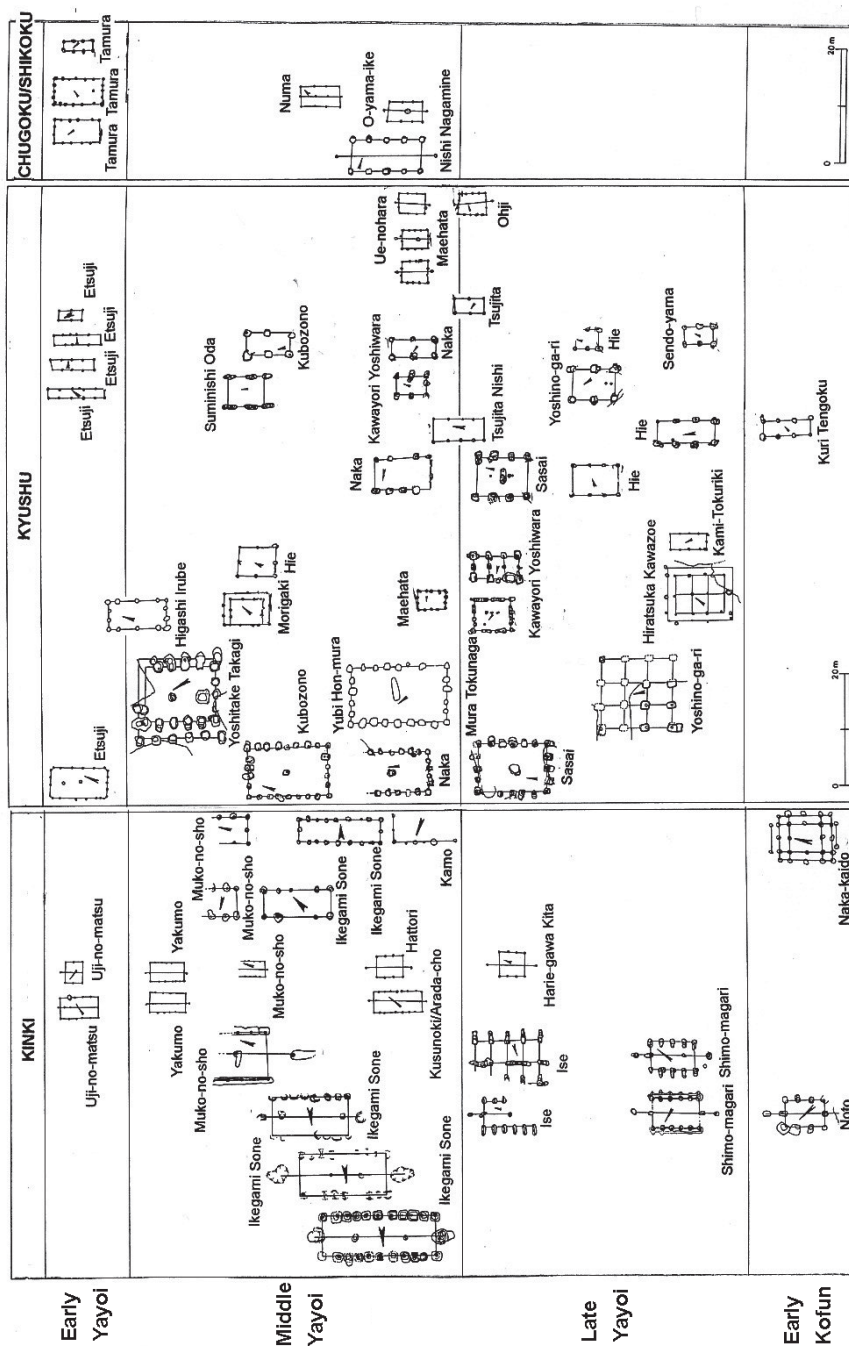 KINKI
KYUSHU
CHUGOKU/SHIKOKU
Early
Yayoi
Uji-no-matsu
Uji-no-matsu
Etsuji
Etsuji
Etsuji
Etsuji
Etsuji
Tamura
Tamura
Tamura
Middle
Yayoi
Yakumo
Yakumo
Muko-no-sho
Muko-no-sho
Muko-no-sho
Muko-no-sho
Ikegami Sone
Ikegami Sone
Ikegami Sone
Ikegami Sone
Ikegami Sone
Kusunoki/Arada-cho
Hattori
Kamo
Higashi Irube
Yoshitake Takagi
Morigaki
Hie
Suminishi Oda
Kubozono
Kubozono
Yubi Hon-mura
Naka
Maehata
Naka
Kawayori Yoshiwara
Naka
Tsujita Nishi
Ue-nohara
Maehata
Numa
O-yama-ike
Nishi Nagamine
Late
Yayoi
Ise
Ise
Harie-gawa Kita
Shimo-magari
Shimo-magari
Mura Tokunaga
Sasai
Kawayori Yoshiwara
Sasai
Tsujita
Ohji
Yoshino-ga-ri
Hiratsuka Kawazoe
Kami-Tokuriki
Hie
Hie
Yoshino-ga-ri
Hie
Sendo-yama
Early
Kofun
Noto
Naka-kaido
Kuri Tengoku
0
20m
0
20m